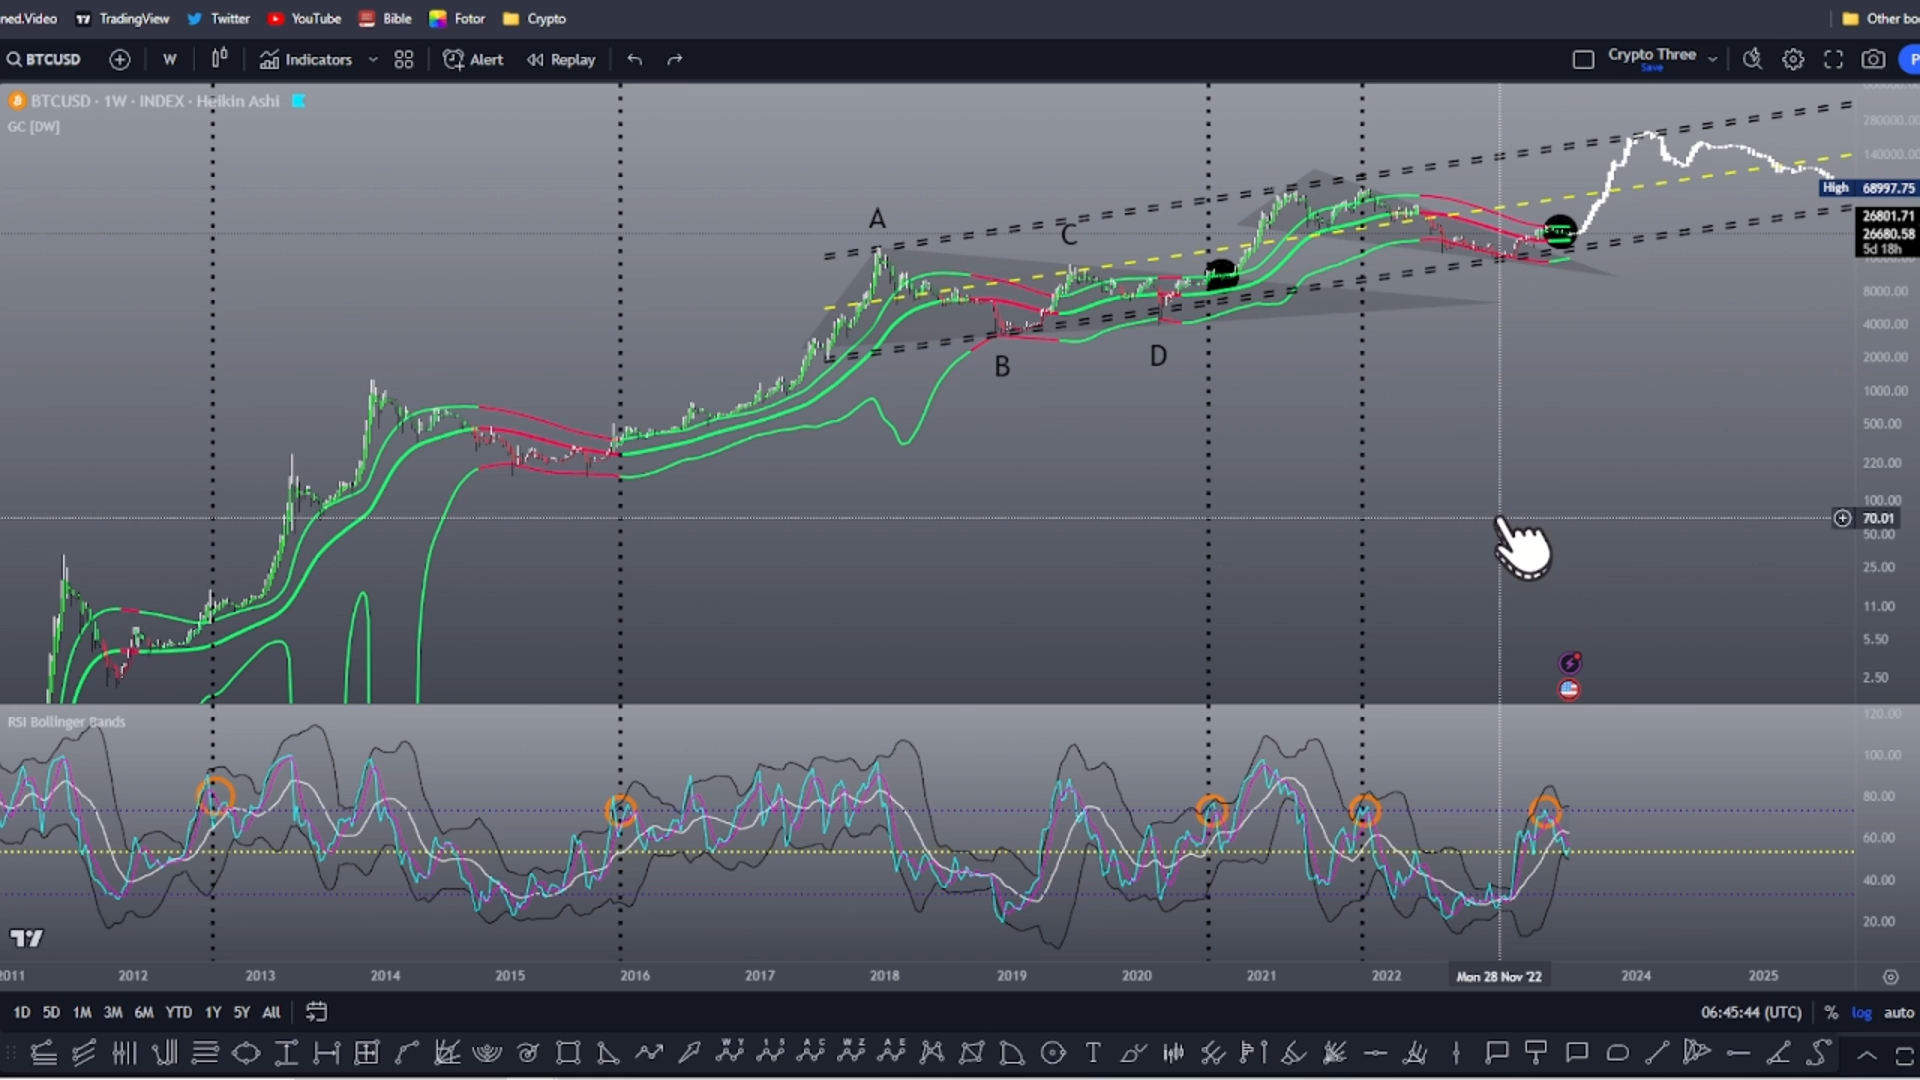 ned.Video TradingView Twitter YouTube Bible Fotor Crypto Other bo
BTCUSD W Indicators Alert Replay Crypto Three
Save
BTCUSD · 1W · INDEX · Heikin Ashi
GC [DW]
280000.00
140000.00
High 68997.75
26801.71
26680.58
5d 18h
8000.00
4000.00
2000.00
1000.00
500.00
220.00
100.00
70.01
50.00
25.00
11.00
5.50
2.50
A
C
B
D
RSI Bollinger Bands
120.00
100.00
80.00
60.00
40.00
20.00
2011 2012 2013 2014 2015 2016 2017 2018 2019 2020 2021 2022 Mon 28 Nov '22 2024 2025
1D 5D 1M 3M 6M YTD 1Y 5Y All 06:45:44 (UTC) % log auto